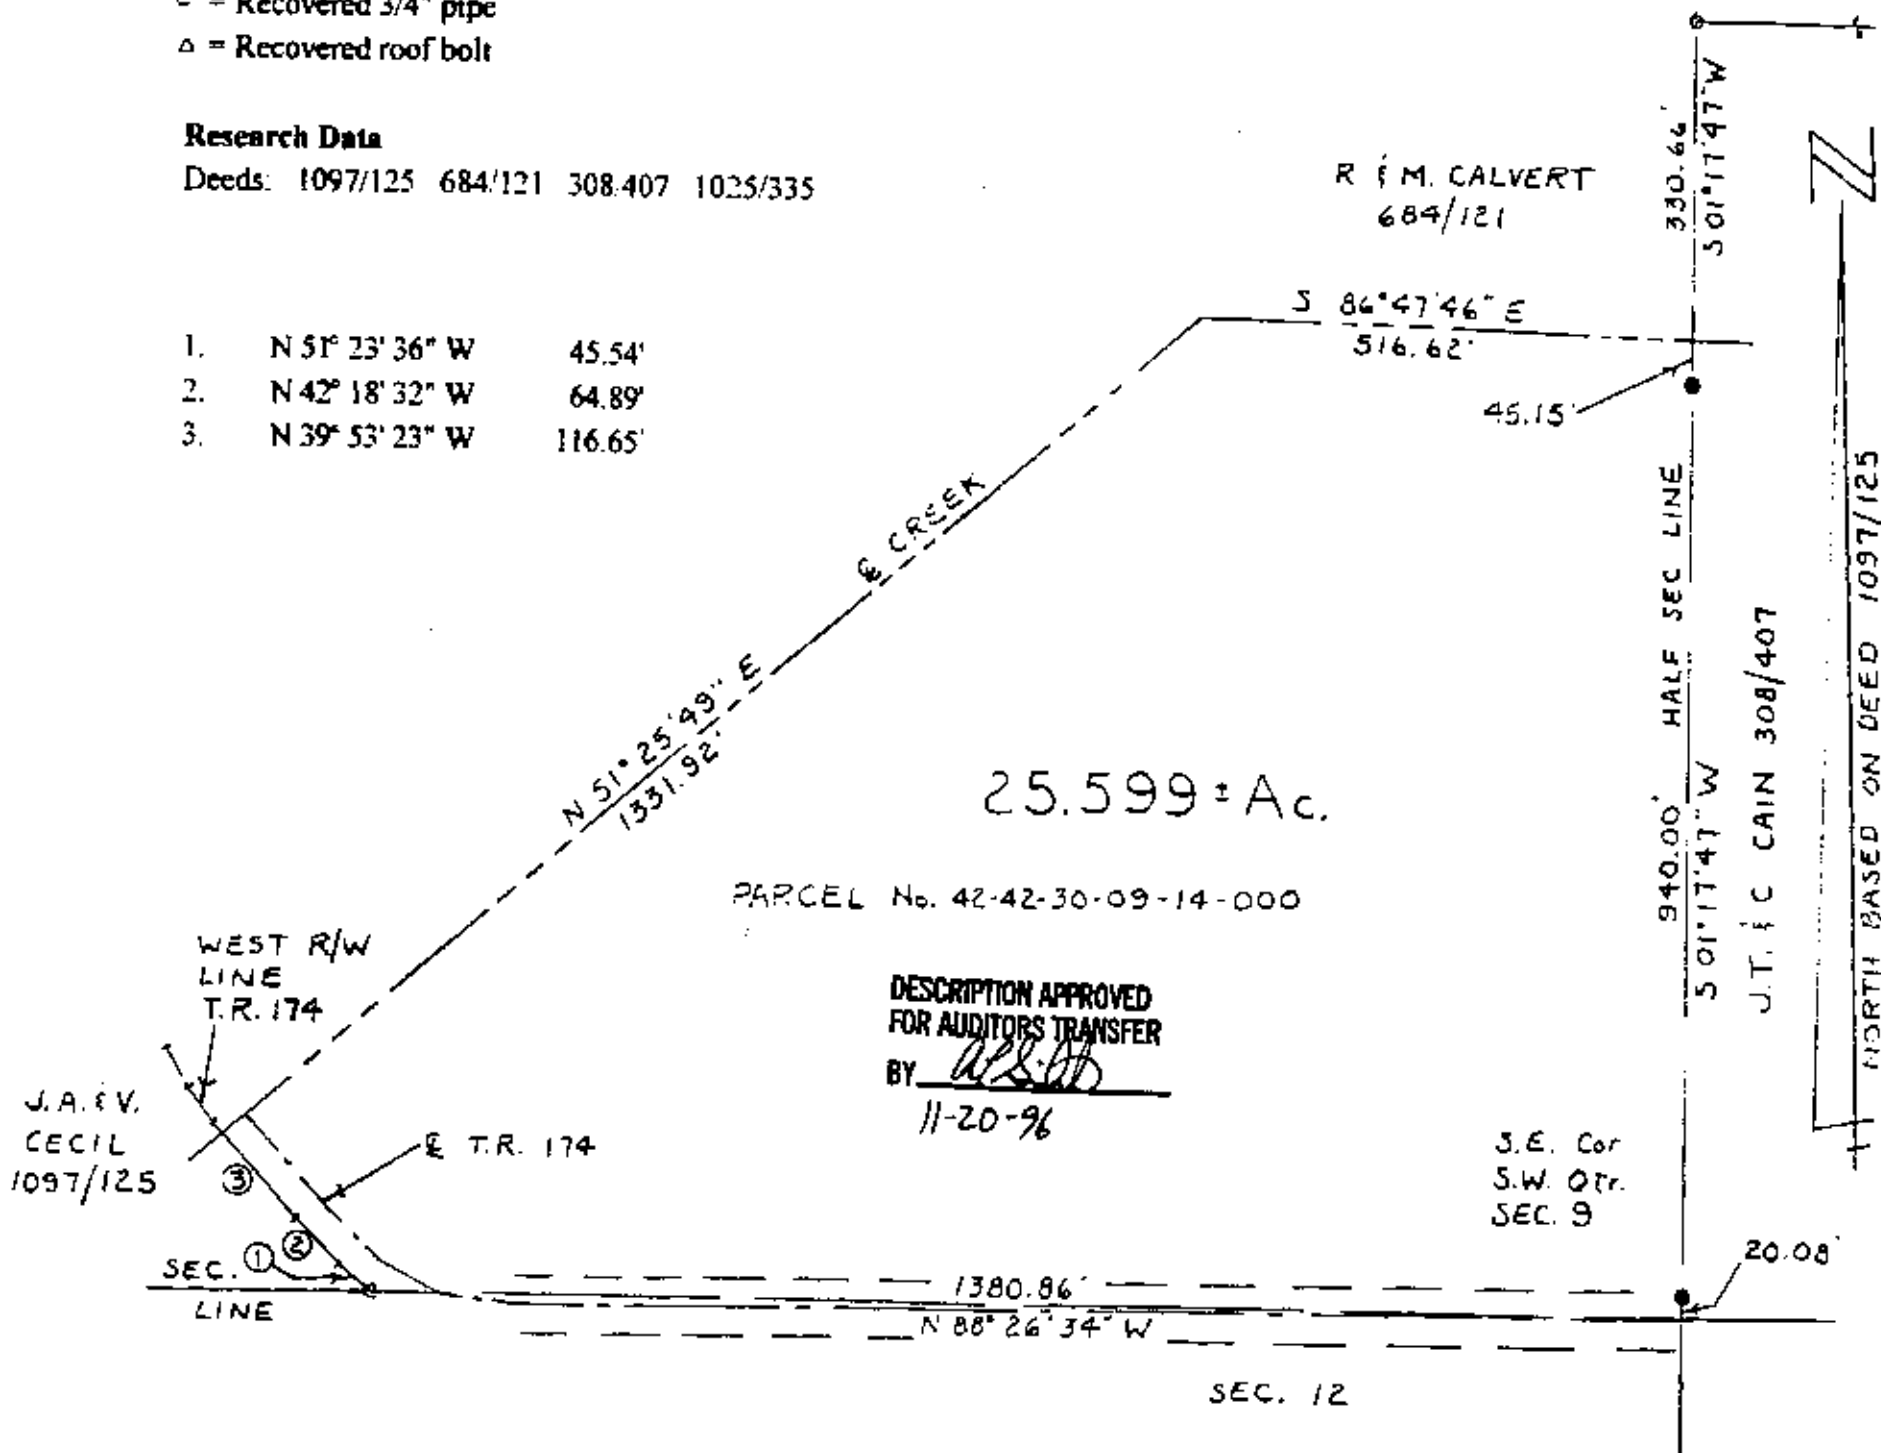 = Recovered 3/4" pipe
△ = Recovered roof bolt
Research Data
Deeds: 1097/125 684/121 308.407 1025/335
1. N 51° 23' 36" W 45.54'
2. N 42° 18' 32" W 64.89'
3. N 39° 53' 23" W 116.65'
R & M. CALVERT
684/121
330.66'
S 01°17'47" W
S 86°47'46" E
516.62'
45.15'
℄ CREEK
N 51°25'49" E
1331.92'
HALF SEC LINE
940.00'
S 01°17'47" W
J.T. & C CAIN 308/407
NORTH BASED ON DEED 1097/125
25.599 ± Ac.
PARCEL No. 42-42-30-09-14-000
WEST R/W
LINE
T.R. 174
DESCRIPTION APPROVED
FOR AUDITORS TRANSFER
BY
11-20-96
J.A. & V.
CECIL
1097/125
℄ T.R. 174
3
2
1
SEC.
LINE
S.E. Cor
S.W. Qtr.
SEC. 9
20.08'
1380.86'
N 88° 26' 34" W
SEC. 12